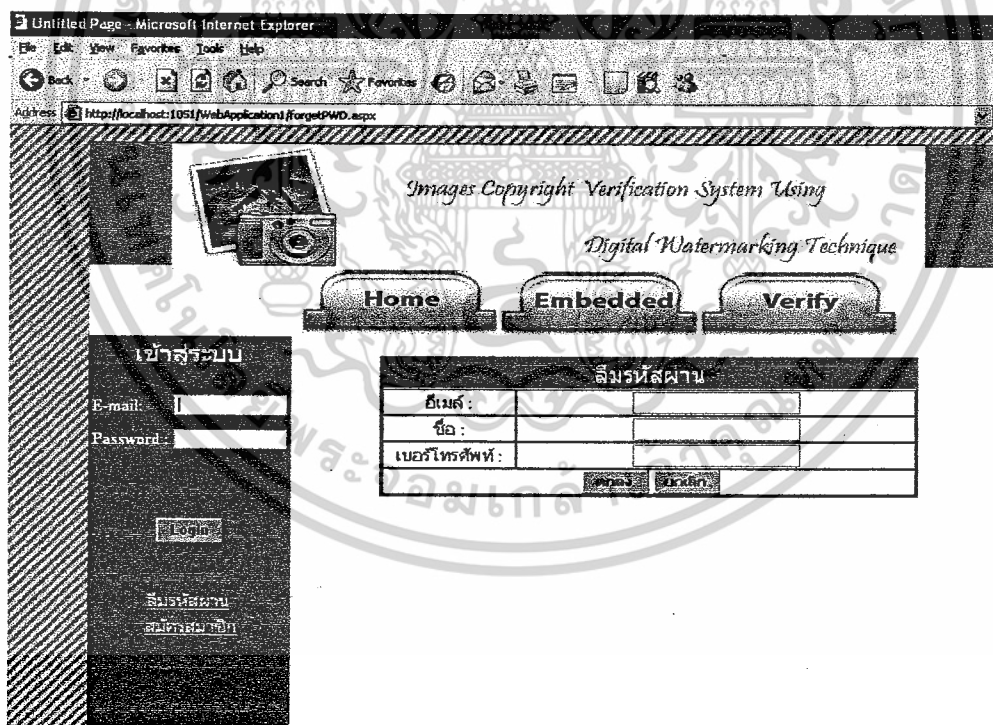 Untitled Page - Microsoft Internet Explorer
File Edit View Favorites Tools Help
Back Search Favorites
Address http://localhost:1051/WebApplication1/ForgetPWD.aspx
Images Copyright Verification System Using
Digital Watermarking Technique
Home Embedded Verify
เข้าสู่ระบบ
E-mail:
Password :
Login
ลืมรหัสผ่าน
สมัครสมาชิก
ลืมรหัสผ่าน
อีเมล์ :
ชื่อ :
เบอร์โทรศัพท์ :
ตกลง ยกเลิก